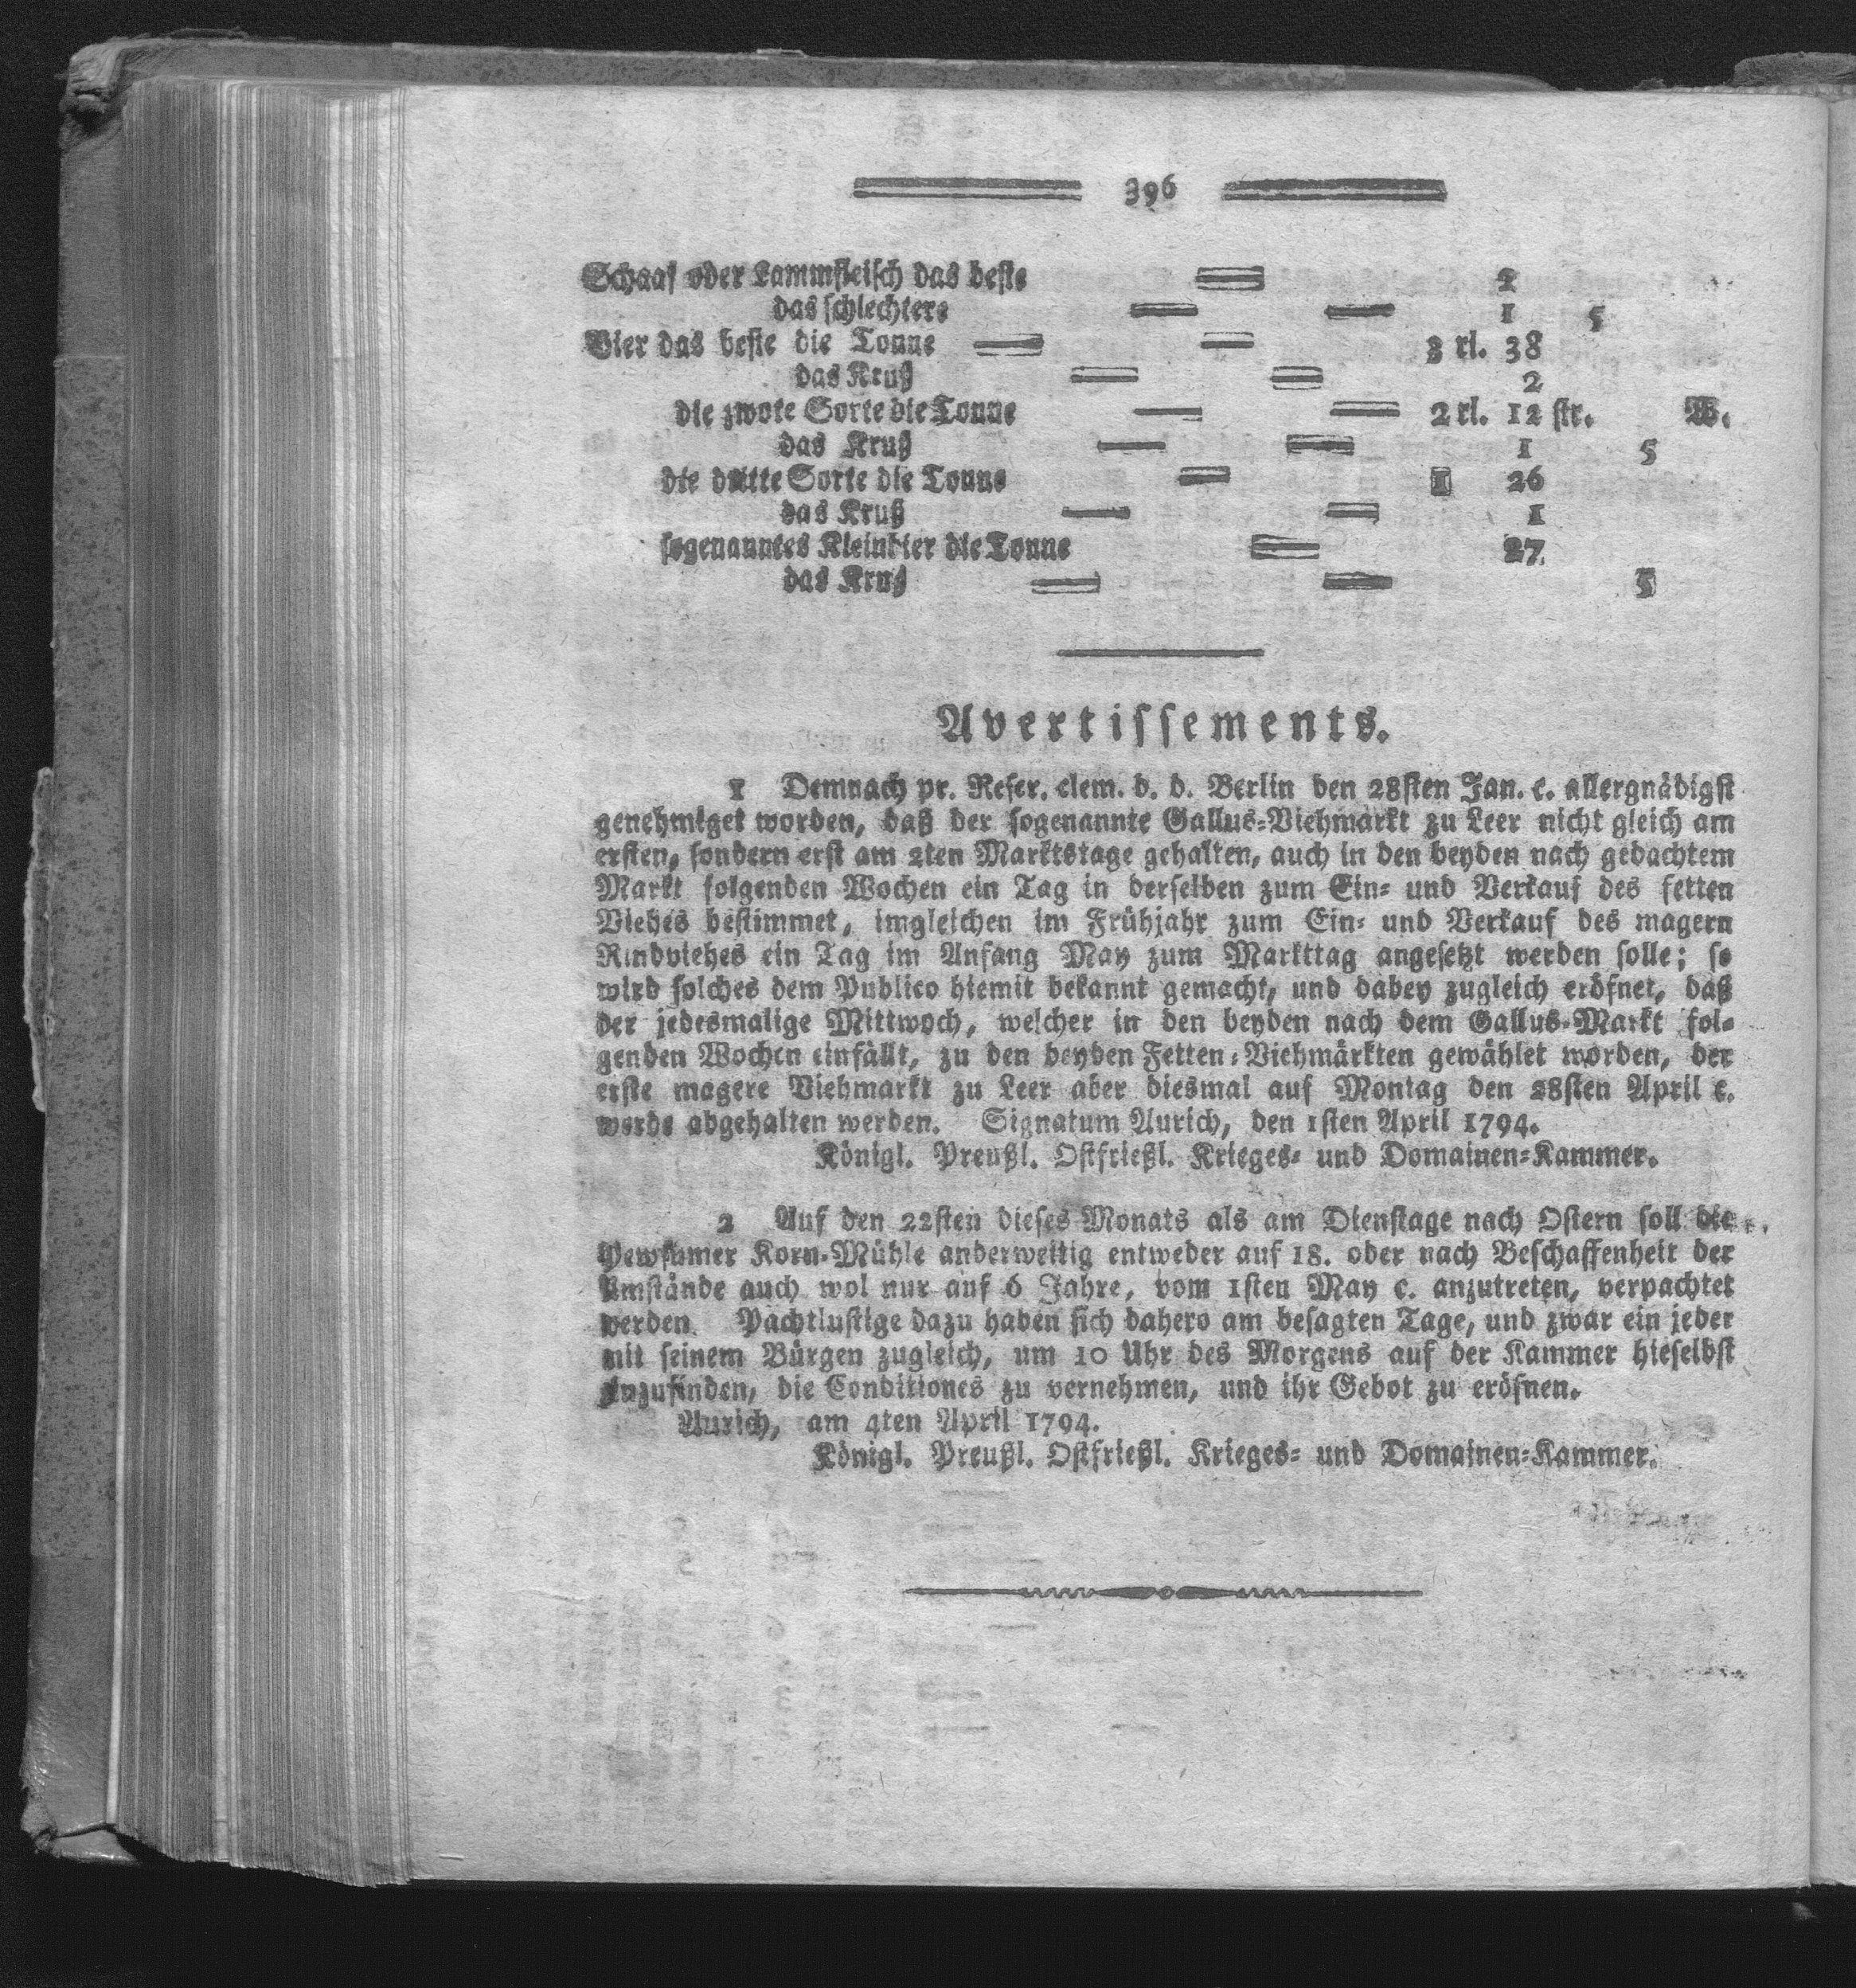 396
Schaaf oder Lammfleisch das beste — 2
das schlechtere — — 1 5
Bier das beste die Tonne — — 3 rl. 38
das Kruß — — 2
die zwote Sorte die Tonne — — 2 rl. 12 str. W.
das Kruß — — 1 5
die dritte Sorte die Tonne — 1 26
das Kruß — — 1
sogenanntes Kleinbier die Tonne — 27
das Kruß — — 5
Avertissements.
1 Demnach pr. Refer. clem. d. d. Berlin den 28sten Jan. c. allergnädigst
genehmiget worden, daß der sogenannte Gallus-Viehmarkt zu Leer nicht gleich am
ersten, sondern erst am 2ten Marktstage gehalten, auch in den beyden nach gedachtem
Markt folgenden Wochen ein Tag in derselben zum Ein- und Verkauf des fetten
Viehes bestimmet, imgleichen im Frühjahr zum Ein- und Verkauf des magern
Rindviehes ein Tag im Anfang May zum Markttag angesetzt werden solle; so
wird solches dem Publico hiemit bekannt gemacht, und dabey zugleich eröfnet, daß
der jedesmalige Mittwoch, welcher in den beyden nach dem Gallus-Markt fol-
genden Wochen einfällt, zu den beyden Fetten-Viehmärkten gewählet worden, der
erste magere Viehmarkt zu Leer aber diesmal auf Montag den 28sten April c.
werde abgehalten werden. Signatum Aurich, den 1sten April 1794.
Königl. Preußl. Ostfrießl. Krieges- und Domainen-Kammer.
2 Auf den 22sten dieses Monats als am Dienstage nach Ostern soll die
Hewsumer Korn-Mühle anderweitig entweder auf 18. oder nach Beschaffenheit der
Umstände auch wol nur auf 6 Jahre, vom 1sten May c. anzutreten, verpachtet
werden. Pachtlustige dazu haben sich dahero am besagten Tage, und zwar ein jeder
mit seinem Bürgen zugleich, um 10 Uhr des Morgens auf der Kammer hieselbst
anzufinden, die Conditiones zu vernehmen, und ihr Gebot zu eröfnen.
Aurich, am 4ten April 1794.
Königl. Preußl. Ostfrießl. Krieges- und Domainen-Kammer.